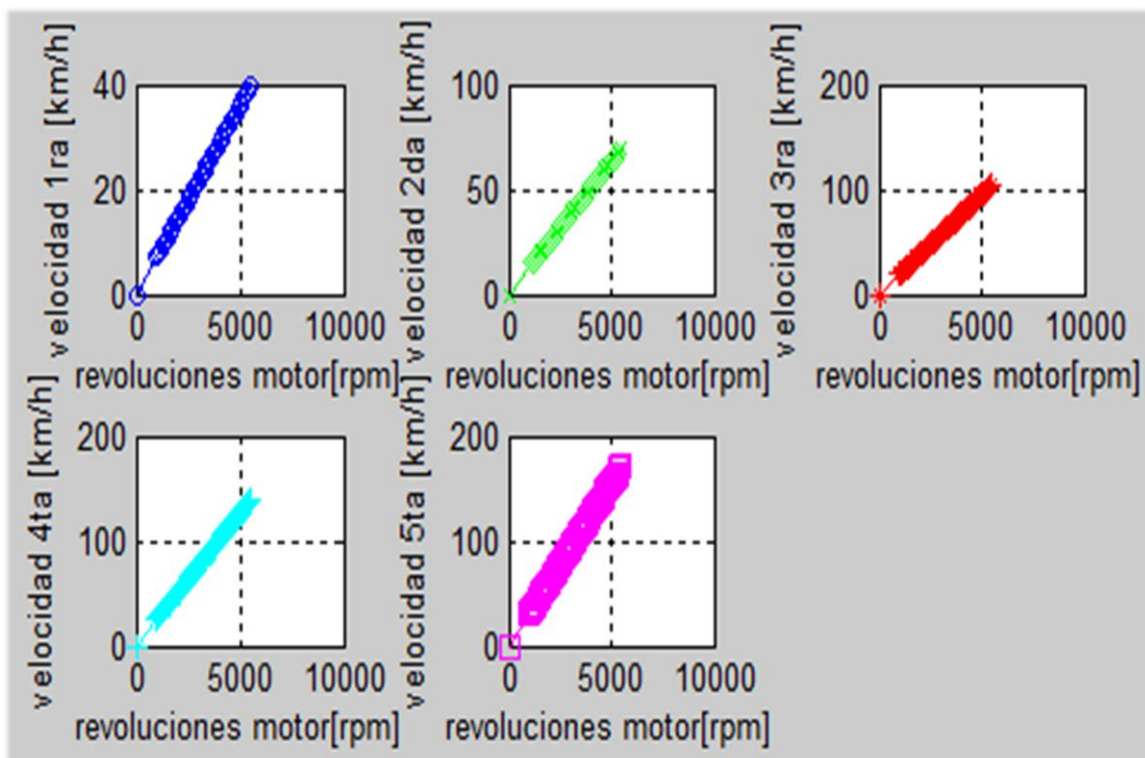 velocidad 1ra [km/h]
40
20
0
0 5000 10000
revoluciones motor[rpm]
velocidad 2da [km/h]
100
50
0
0 5000 10000
revoluciones motor[rpm]
velocidad 3ra [km/h]
200
100
0
0 5000 10000
revoluciones motor[rpm]
velocidad 4ta [km/h]
200
100
0
0 5000 10000
revoluciones motor[rpm]
velocidad 5ta [km/h]
200
100
0
0 5000 10000
revoluciones motor[rpm]